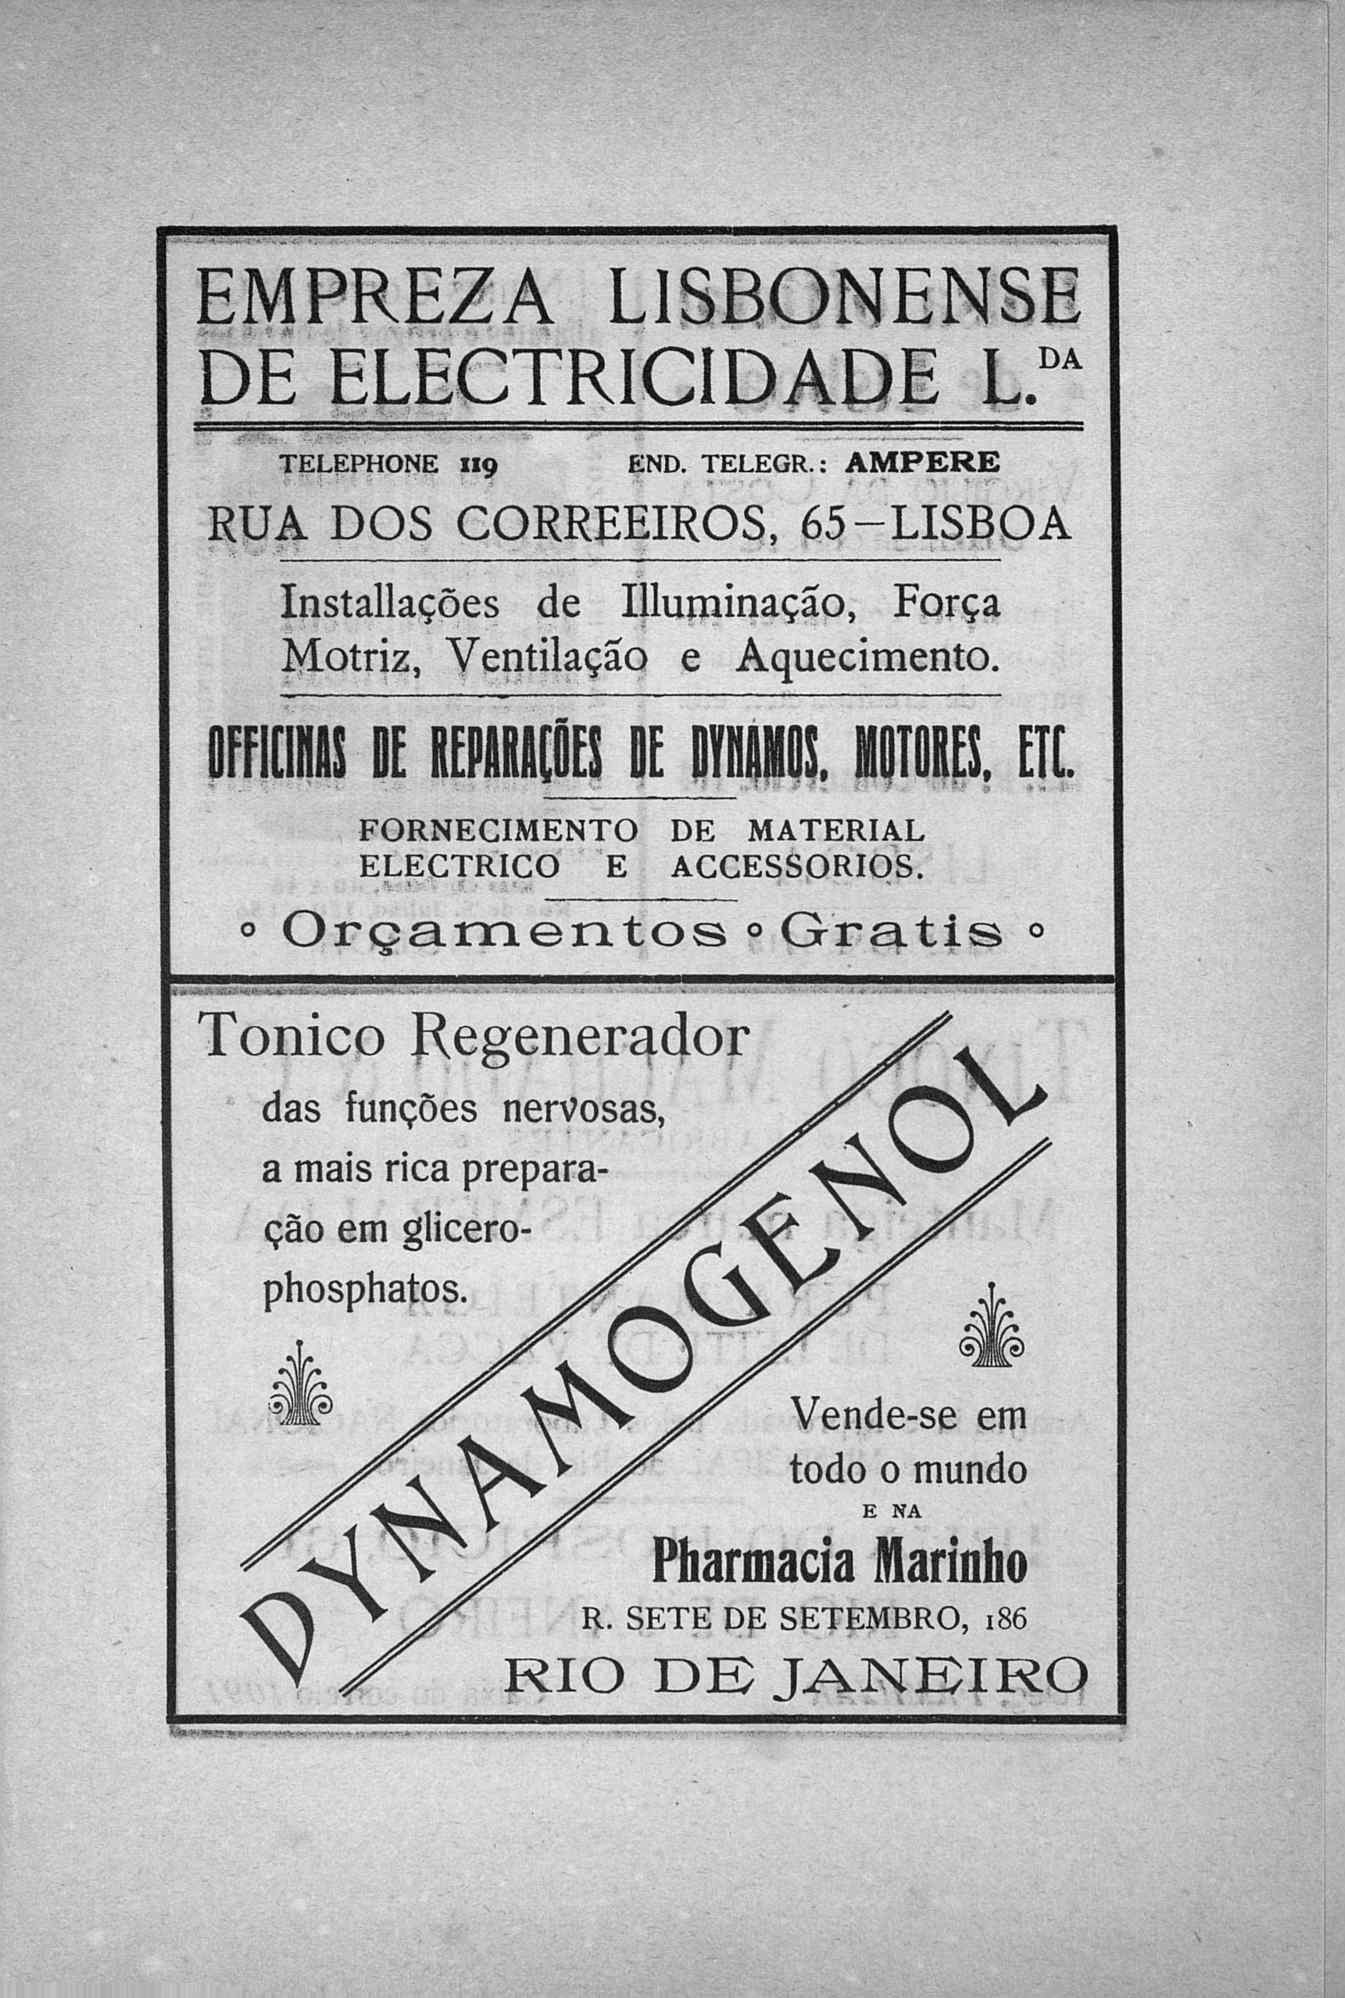 EMPREZA LISBONENSE
DE ELECTRICIDADE L.DA
TELEPHONE 119 END. TELEGR.: AMPERE
RUA DOS CORREEIROS, 65—LISBOA
Installações de Illuminação, Força
Motriz, Ventilação e Aquecimento.
OFFICINAS DE REPARAÇÕES DE DYNAMOS, MOTORES, ETC.
FORNECIMENTO DE MATERIAL
ELECTRICO E ACCESSORIOS.
° Orçamentos ° Gratis °
Tonico Regenerador
das funções nervosas,
a mais rica prepara-
ção em glicero-
phosphatos.
DYNAMOGENOL
Vende-se em
todo o mundo
E NA
Pharmacia Marinho
R. SETE DE SETEMBRO, 186
RIO DE JANEIRO